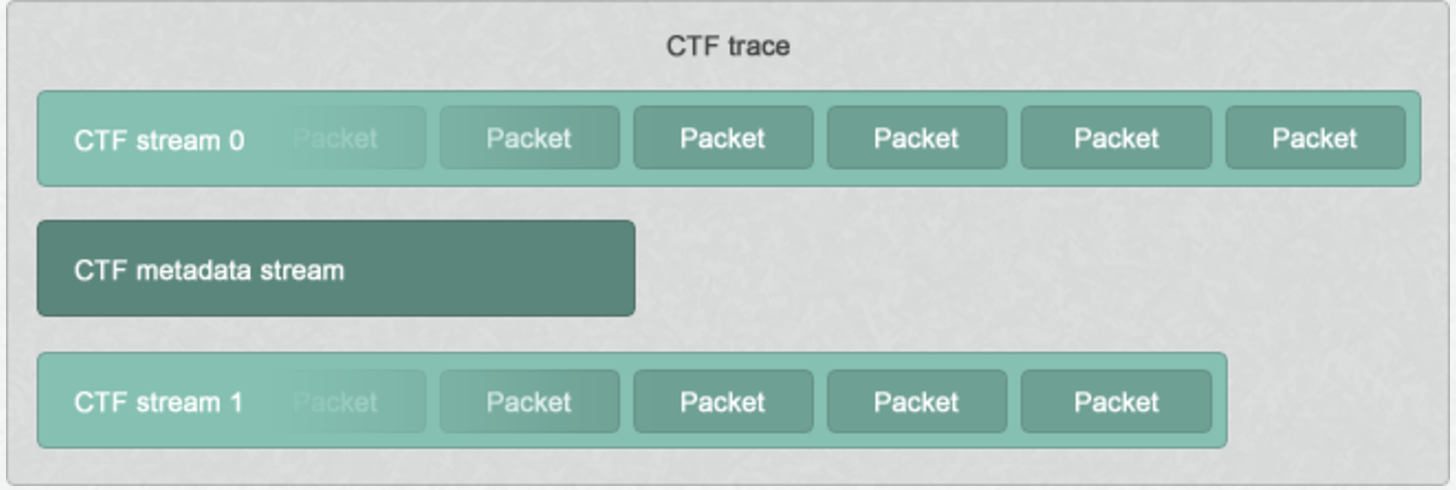 CTF trace
CTF stream 0 Packet Packet Packet Packet Packet Packet
CTF metadata stream
CTF stream 1 Packet Packet Packet Packet Packet